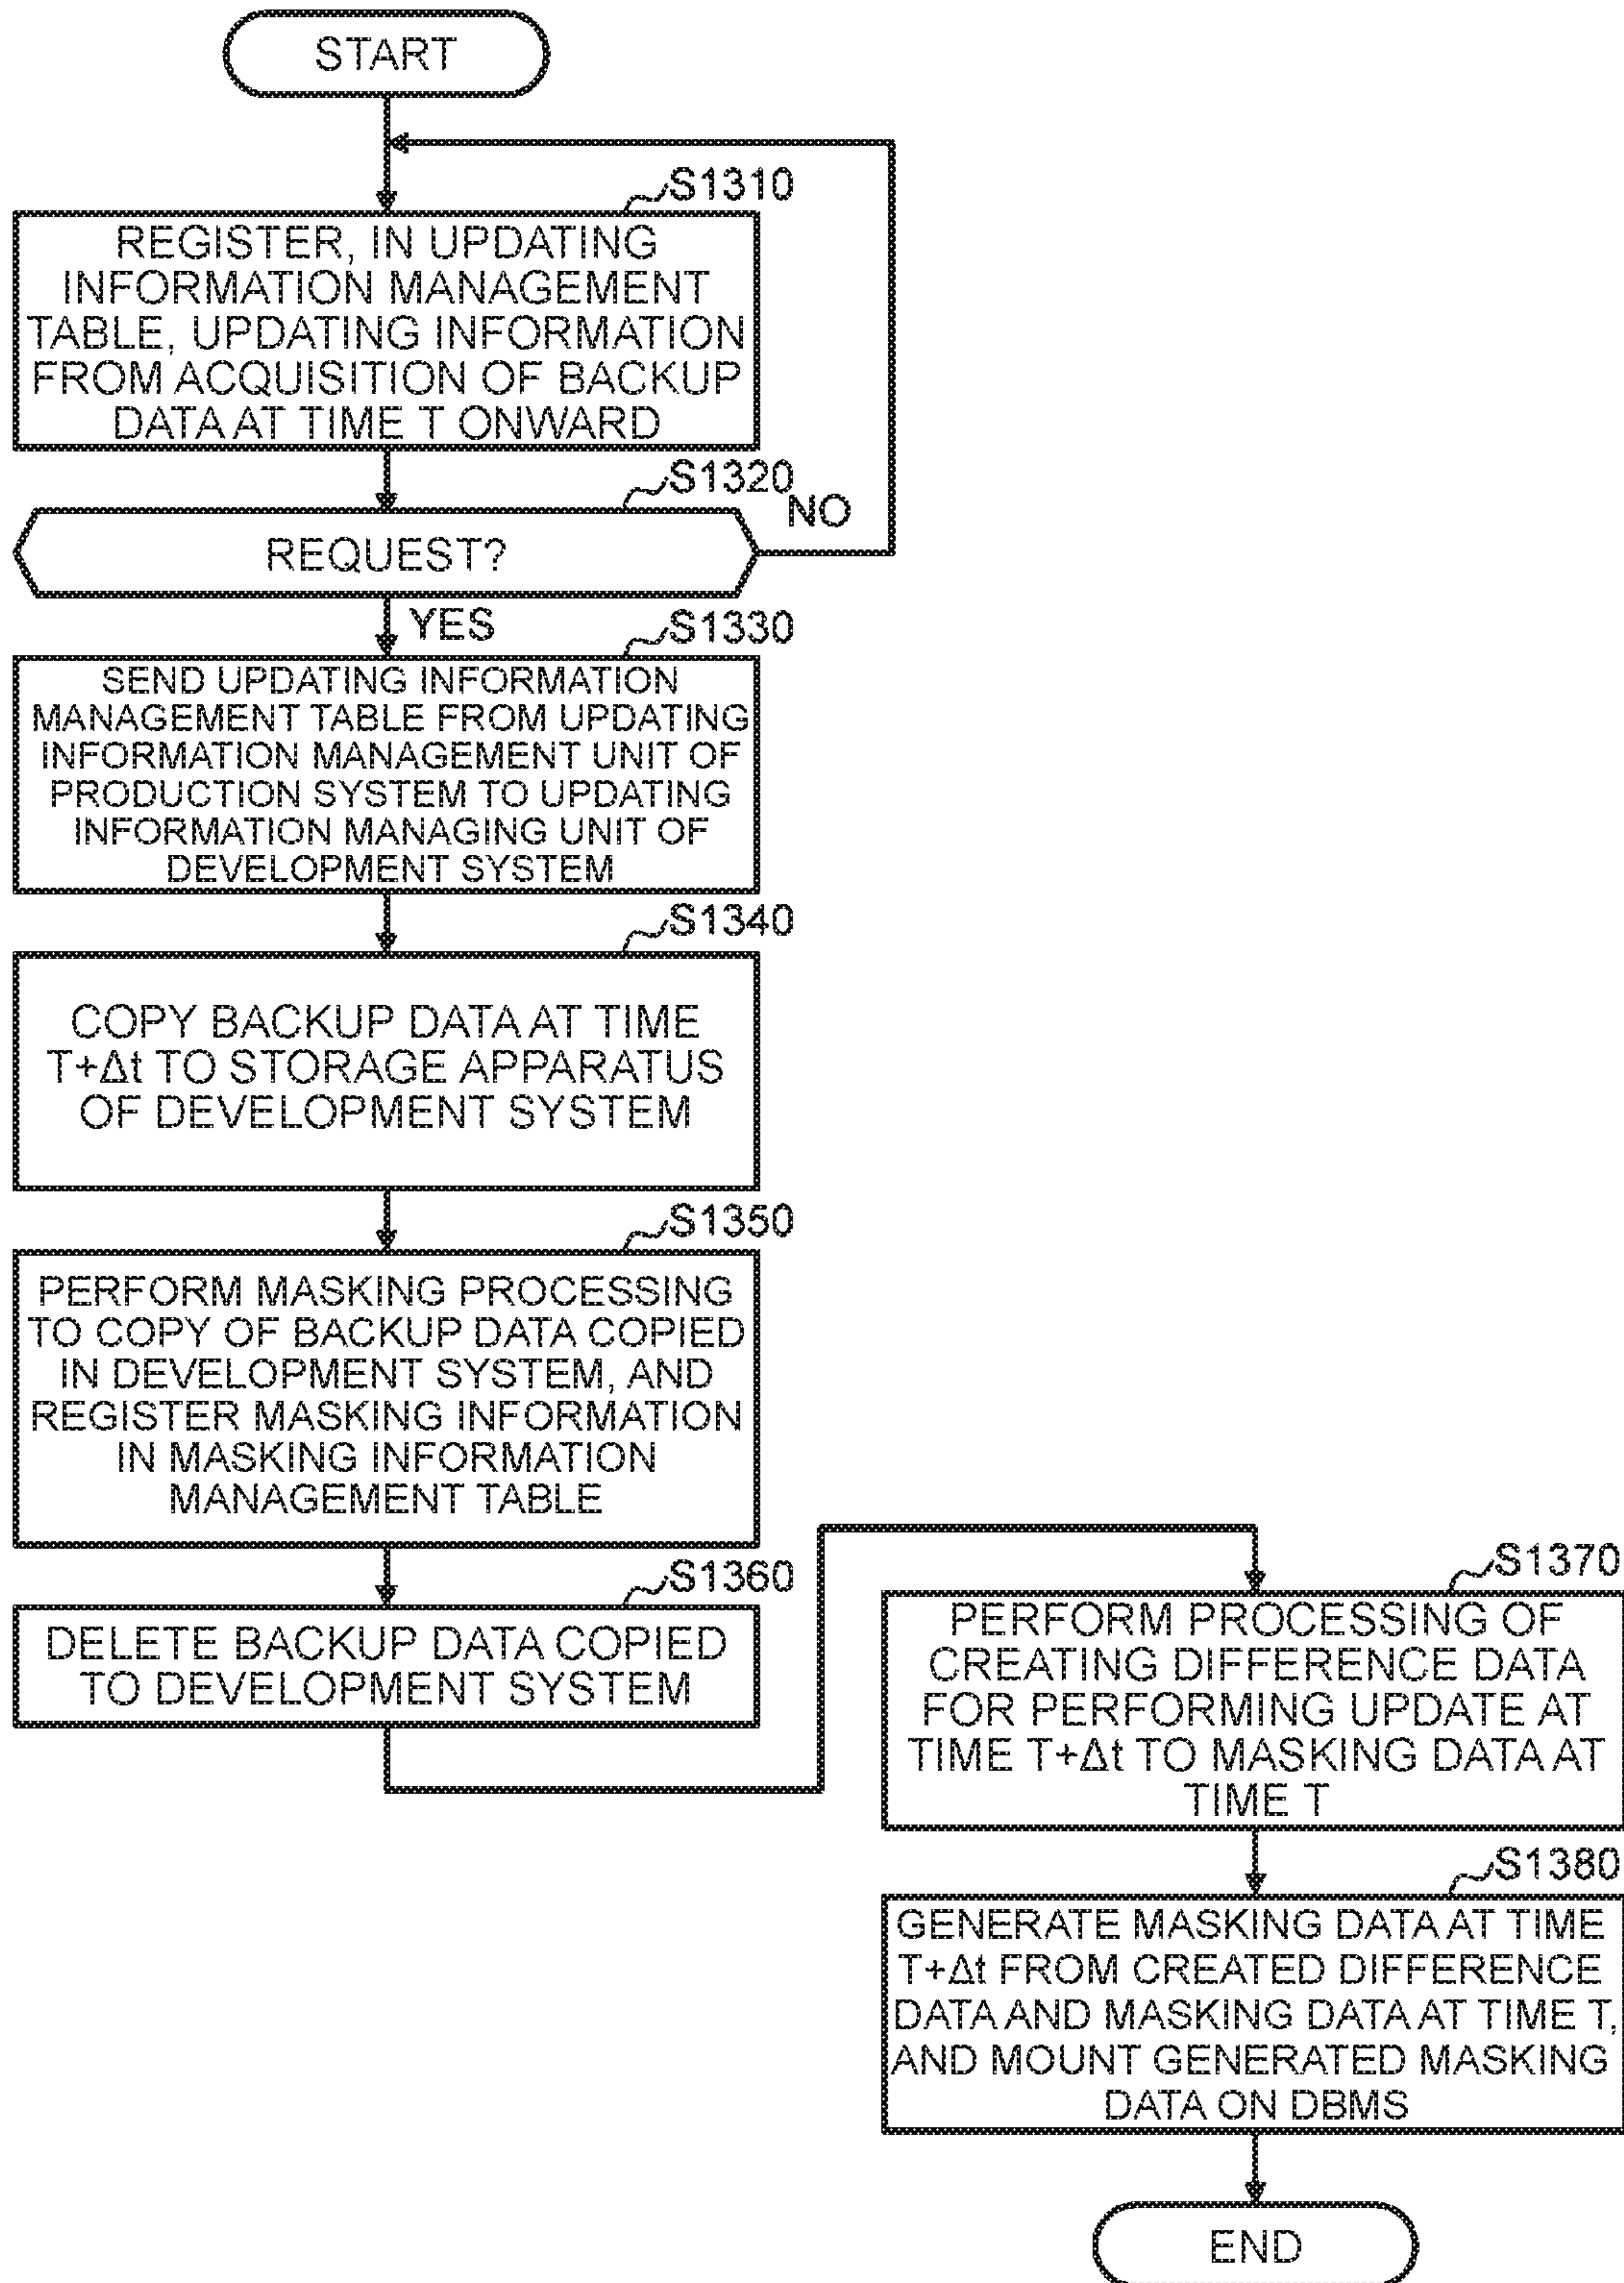 START
S1310
REGISTER, IN UPDATING
INFORMATION MANAGEMENT
TABLE, UPDATING INFORMATION
FROM ACQUISITION OF BACKUP
DATA AT TIME T ONWARD
S1320
NO
REQUEST?
YES
S1330
SEND UPDATING INFORMATION
MANAGEMENT TABLE FROM UPDATING
INFORMATION MANAGEMENT UNIT OF
PRODUCTION SYSTEM TO UPDATING
INFORMATION MANAGING UNIT OF
DEVELOPMENT SYSTEM
S1340
COPY BACKUP DATA AT TIME
T+Δt TO STORAGE APPARATUS
OF DEVELOPMENT SYSTEM
S1350
PERFORM MASKING PROCESSING
TO COPY OF BACKUP DATA COPIED
IN DEVELOPMENT SYSTEM, AND
REGISTER MASKING INFORMATION
IN MASKING INFORMATION
MANAGEMENT TABLE
S1360
DELETE BACKUP DATA COPIED
TO DEVELOPMENT SYSTEM
S1370
PERFORM PROCESSING OF
CREATING DIFFERENCE DATA
FOR PERFORMING UPDATE AT
TIME T+Δt TO MASKING DATA AT
TIME T
S1380
GENERATE MASKING DATA AT TIME
T+Δt FROM CREATED DIFFERENCE
DATA AND MASKING DATA AT TIME T,
AND MOUNT GENERATED MASKING
DATA ON DBMS
END